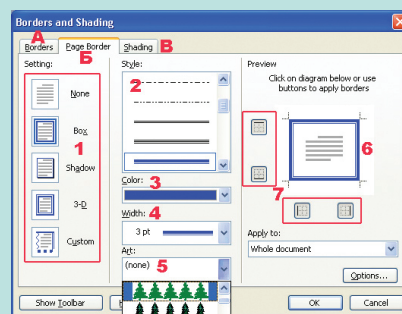 Borders and Shading
А Б В
Borders Page Border Shading
Setting:
None
Box
1
Shadow
3-D
Custom
Style:
2
Color:
3
Width:
4
3 pt
Art:
(none)
5
Preview
Click on diagram below or use
buttons to apply borders
6
7
Apply to:
Whole document
Options...
Show Toolbar
OK Cancel